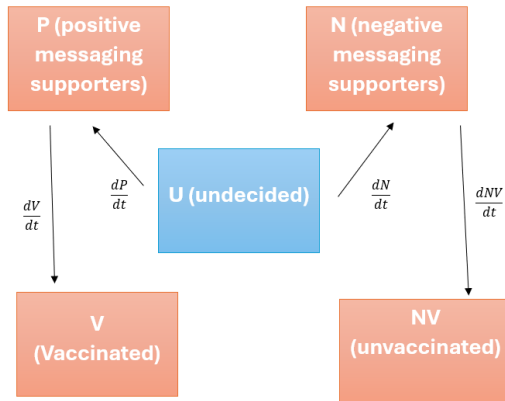 P (positive
messaging
supporters)
N (negative
messaging
supporters)
U (undecided)
dV
dt
dP
dt
dN
dt
dNV
dt
V
(Vaccinated)
NV
(unvaccinated)